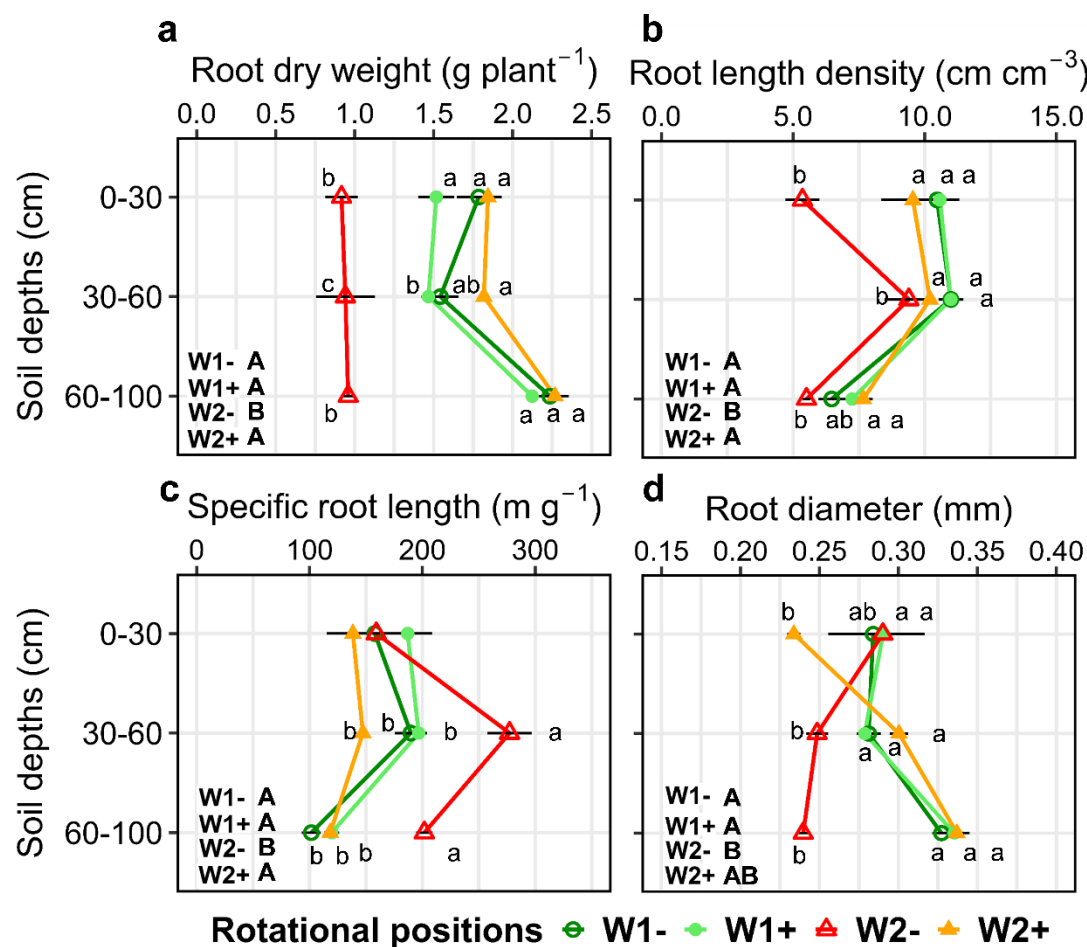 a
Root dry weight (g plant⁻¹)
0.0 0.5 1.0 1.5 2.0 2.5
Soil depths (cm)
0-30
30-60
60-100
b a a a
c b ab a
b a a a
W1- A
W1+ A
W2- B
W2+ A
b
Root length density (cm cm⁻³)
0.0 5.0 10.0 15.0
b a a a
b a a a
b ab a a
W1- A
W1+ A
W2- B
W2+ A
c
Specific root length (m g⁻¹)
0 100 200 300
Soil depths (cm)
0-30
30-60
60-100
b b b a
b b b a
W1- A
W1+ A
W2- B
W2+ A
d
Root diameter (mm)
0.15 0.20 0.25 0.30 0.35 0.40
b ab a a
b a a a
b a a a
W1- A
W1+ A
W2- B
W2+ AB
Rotational positions W1- W1+ W2- W2+